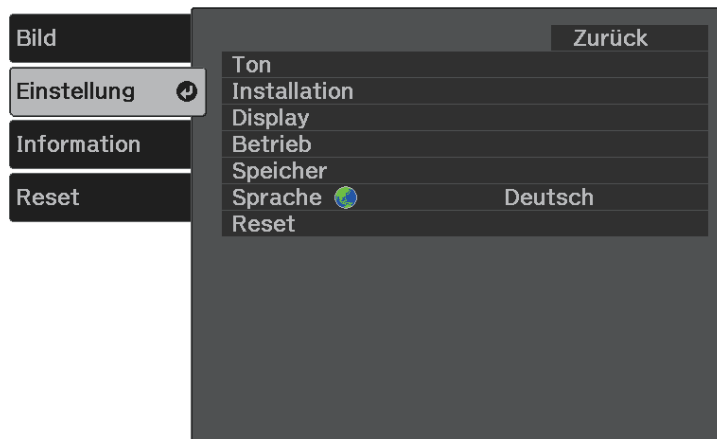 Bild
Einstellung
Information
Reset
Zurück
Ton
Installation
Display
Betrieb
Speicher
Sprache Deutsch
Reset